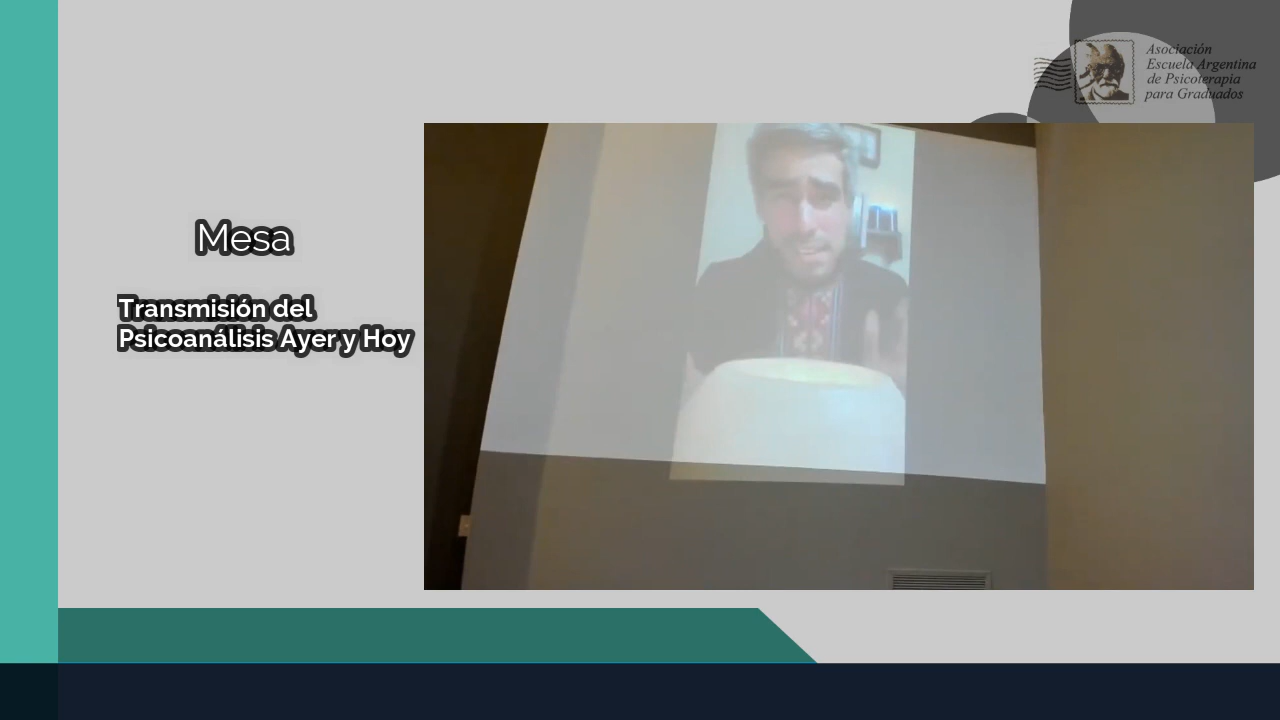 Asociación
Escuela Argentina
de Psicoterapia
para Graduados
Mesa
Transmisión del
Psicoanálisis Ayer y Hoy